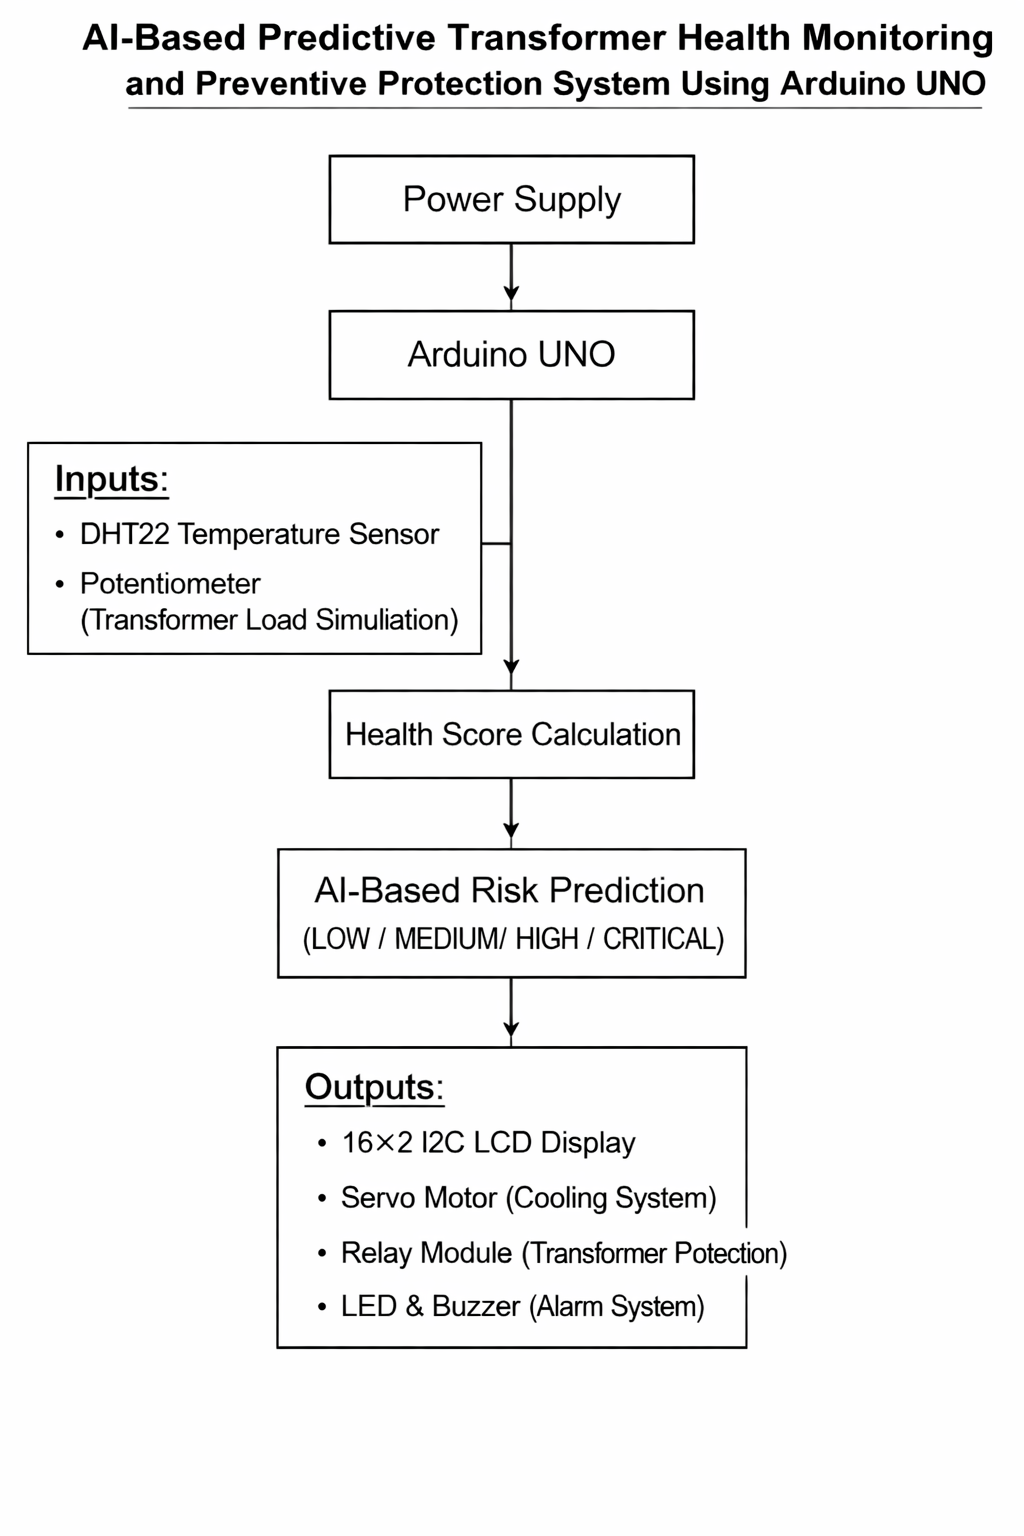 AI-Based Predictive Transformer Health Monitoring
and Preventive Protection System Using Arduino UNO
Power Supply
Arduino UNO
Inputs:
• DHT22 Temperature Sensor
• Potentiometer
(Transformer Load Simuliation)
Health Score Calculation
AI-Based Risk Prediction
(LOW / MEDIUM/ HIGH / CRITICAL)
Outputs:
• 16×2 I2C LCD Display
• Servo Motor (Cooling System)
• Relay Module (Transformer Potection)
• LED & Buzzer (Alarm System)